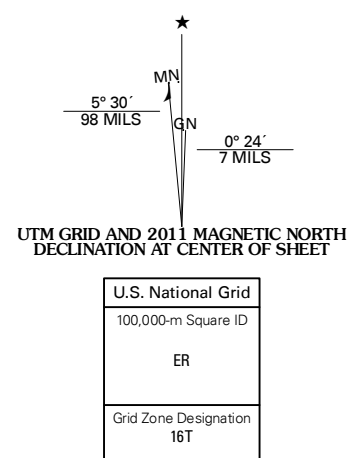 ★
MN
GN
5° 30´
98 MILS
0° 24´
7 MILS
UTM GRID AND 2011 MAGNETIC NORTH
DECLINATION AT CENTER OF SHEET
U.S. National Grid
100,000-m Square ID
ER
Grid Zone Designation
16T